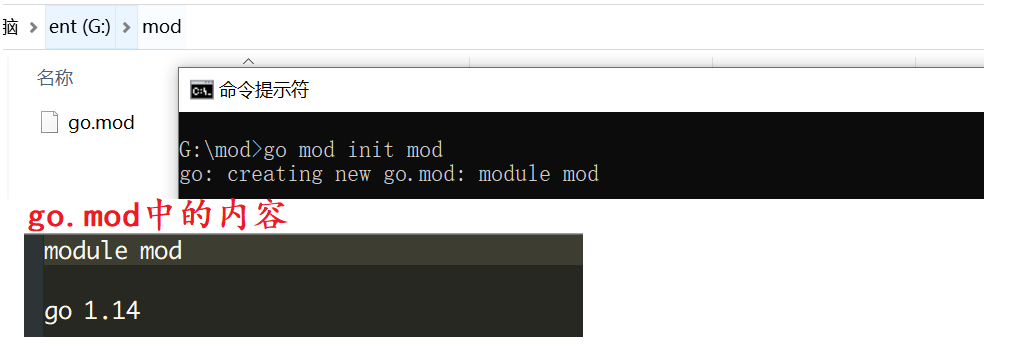 脑 > ent (G:) > mod
名称
go.mod
命令提示符
G:\mod>go mod init mod
go: creating new go.mod: module mod
go.mod中的内容
module mod
go 1.14